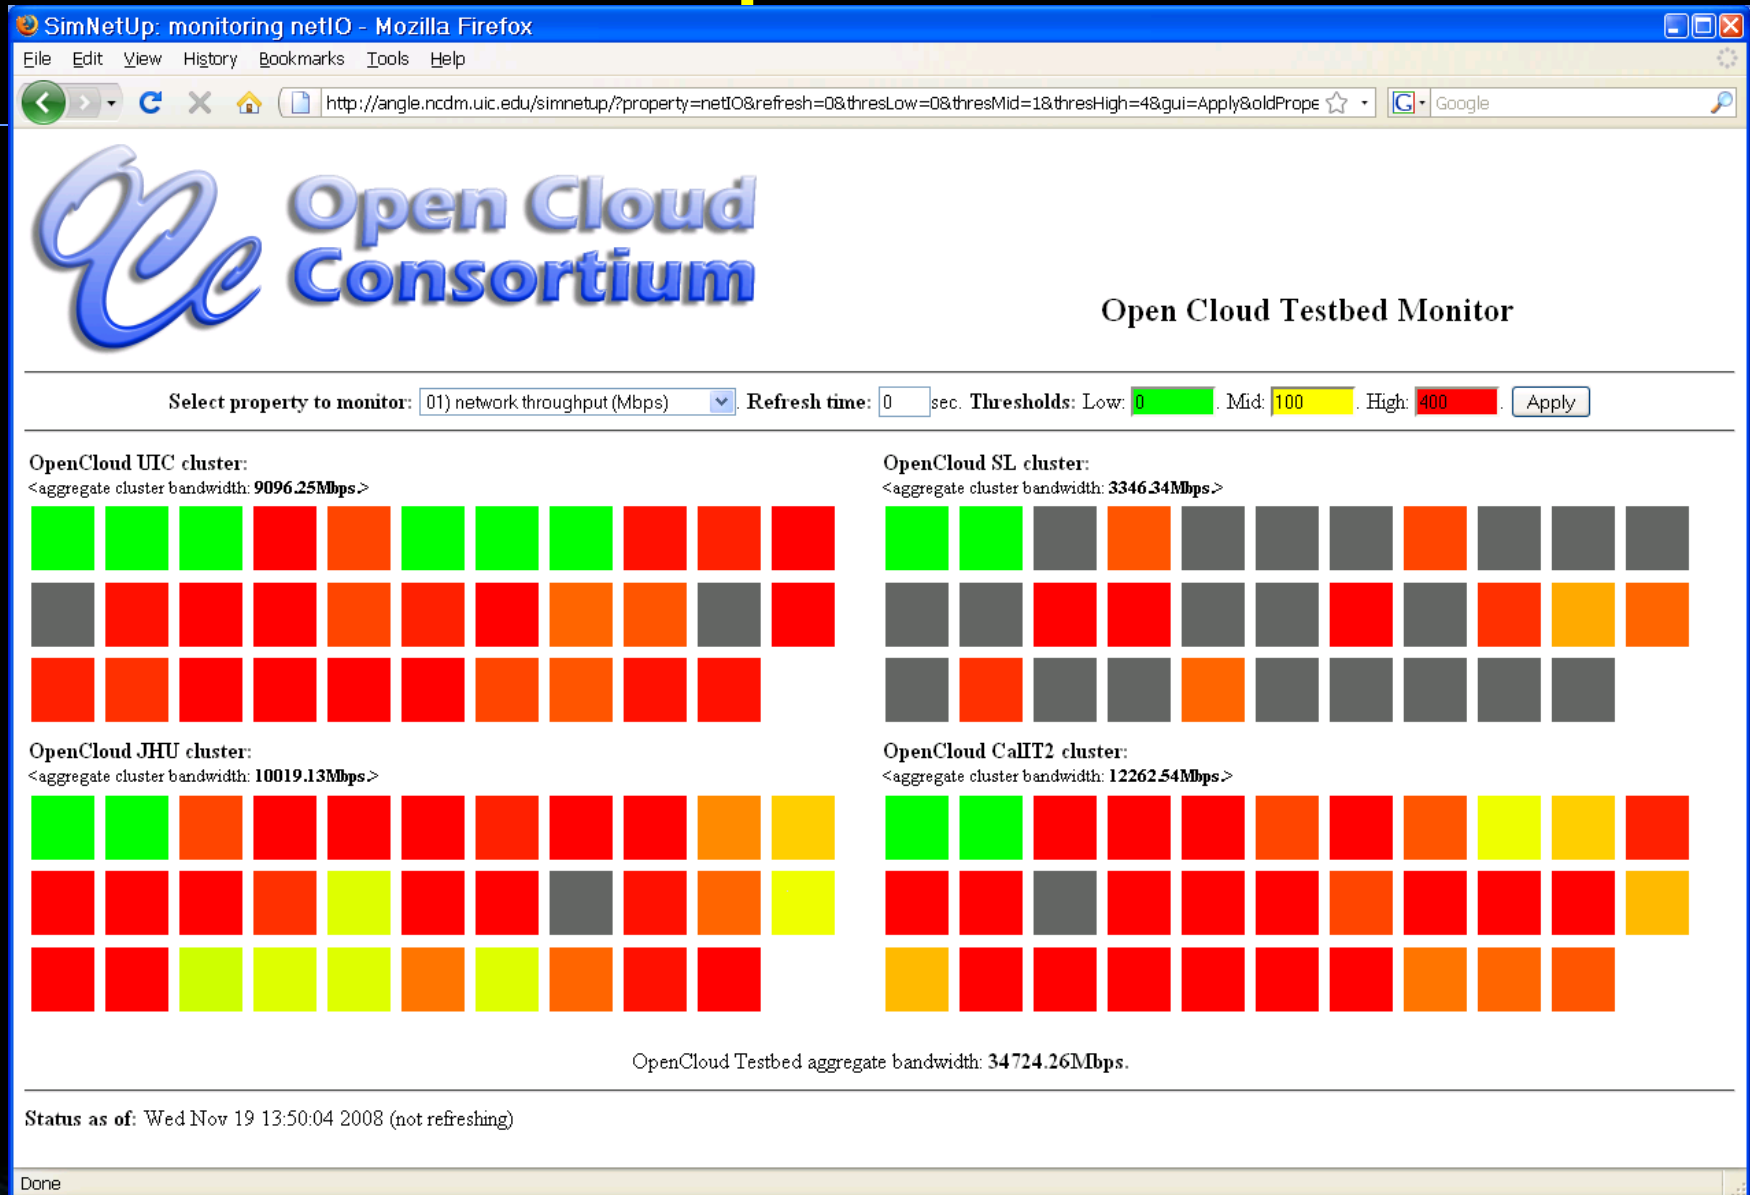 SimNetUp: monitoring netIO - Mozilla Firefox
File Edit View History Bookmarks Tools Help
http://angle.ncdm.uic.edu/simnetup/?property=netIO&refresh=0&thresLow=0&thresMid=1&thresHigh=4&gui=Apply&oldPrope
G Google
Occ Open Cloud
Consortium
Open Cloud Testbed Monitor
Select property to monitor: 01) network throughput (Mbps). Refresh time: 0 sec. Thresholds: Low: 0. Mid: 100. High: 400. Apply
OpenCloud UIC cluster:
<aggregate cluster bandwidth: 9096.25Mbps.>
OpenCloud SL cluster:
<aggregate cluster bandwidth: 3346.34Mbps.>
OpenCloud JHU cluster:
<aggregate cluster bandwidth: 10019.13Mbps.>
OpenCloud CalIT2 cluster:
<aggregate cluster bandwidth: 12262.54Mbps.>
OpenCloud Testbed aggregate bandwidth: 34724.26Mbps.
Status as of: Wed Nov 19 13:50:04 2008 (not refreshing)
Done